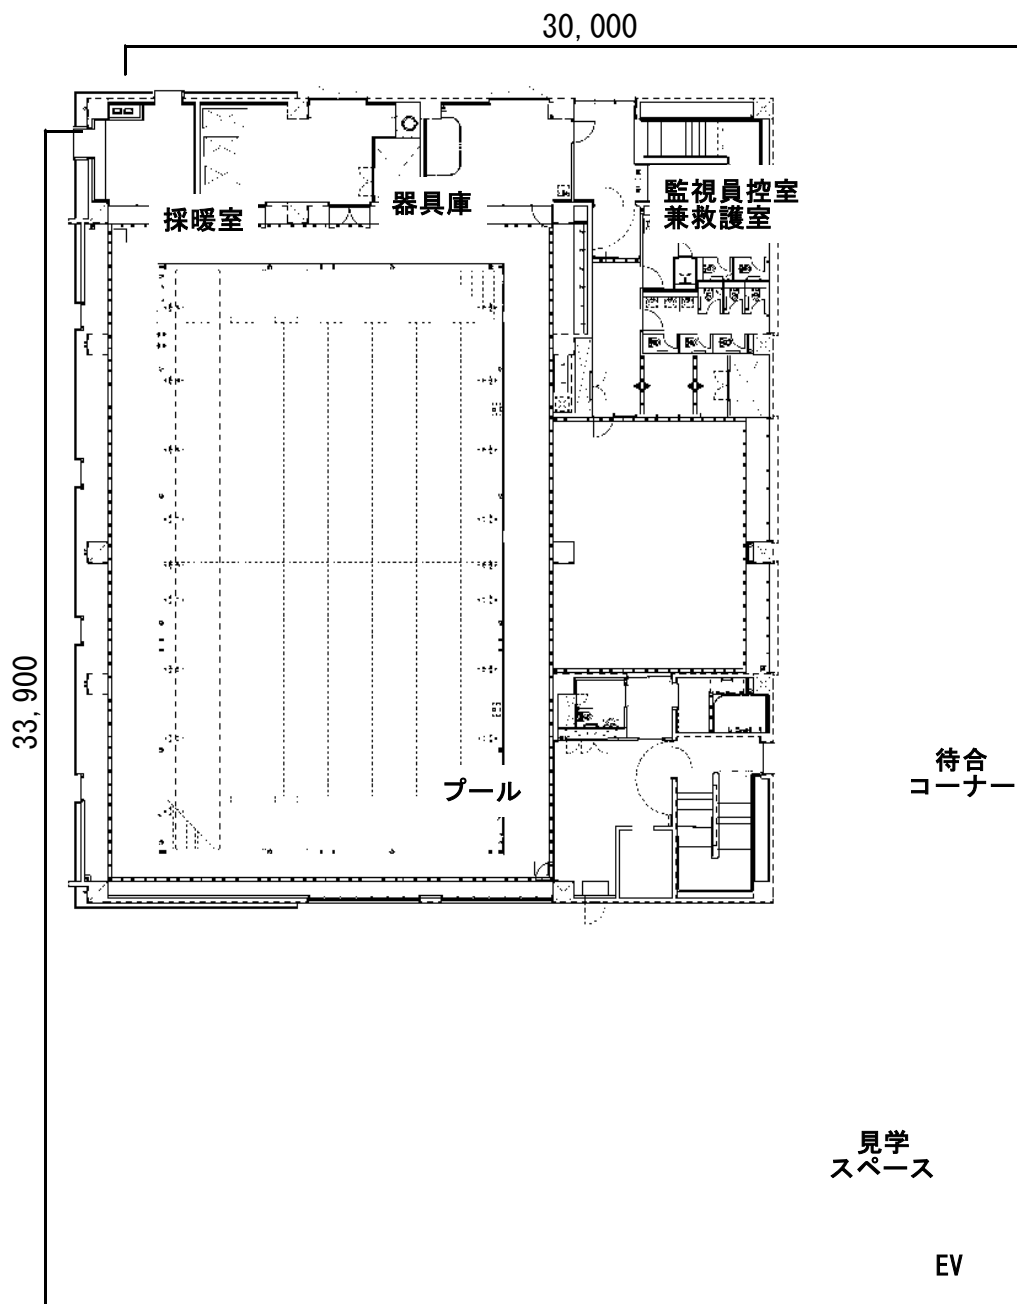 30,000
監視員控室
兼救護室
器具庫
採暖室
33,900
待合
コーナー
プール
見学
スペース
EV